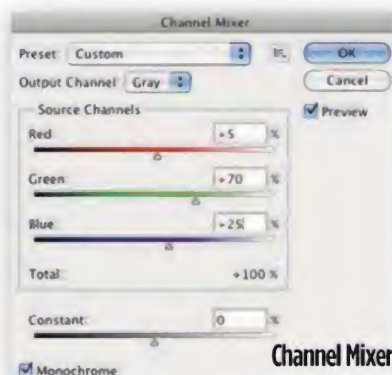 Channel Mixer
Preset: Custom
OK
Output Channel: Gray
Cancel
Source Channels
Preview
Red: +5 %
Green: +70 %
Blue: +25 %
Total: +100 %
Constant: 0 %
Monochrome
Channel Mixer